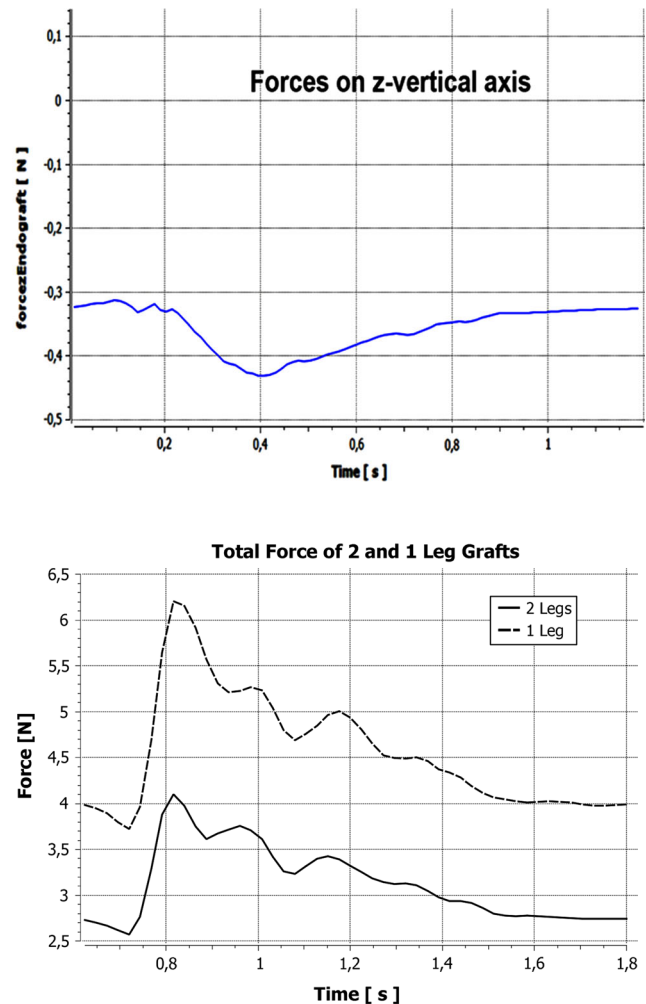 0,1
Forces on z-vertical axis
0
-0,1
-0,2
-0,3
-0,4
-0,5
forcezEndograft [ N ]
0,2 0,4 0,6 0,8 1
Time [ s ]
Total Force of 2 and 1 Leg Grafts
6,5
6
5,5
5
4,5
4
3,5
3
2,5
Force [N]
2 Legs
1 Leg
0,8 1 1,2 1,4 1,6 1,8
Time [ s ]